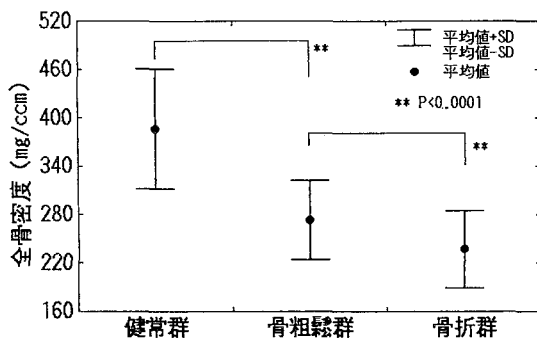 520
460
400
340
280
220
160
全骨密度 (mg/ccm)
**
平均値+SD
平均値-SD
平均値
** P<0.0001
**
健常群 骨粗鬆群 骨折群